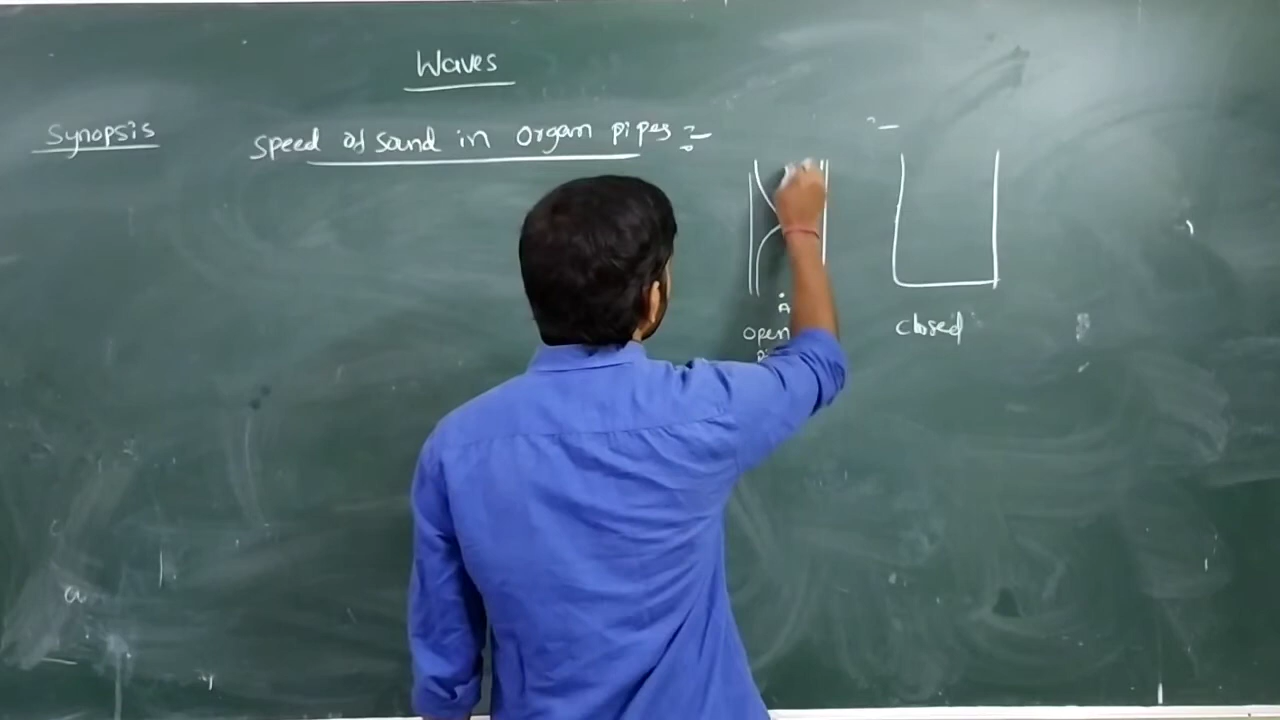 Waves
Synopsis
Speed of Sound in Organ pipes :-
A
open
closed
a